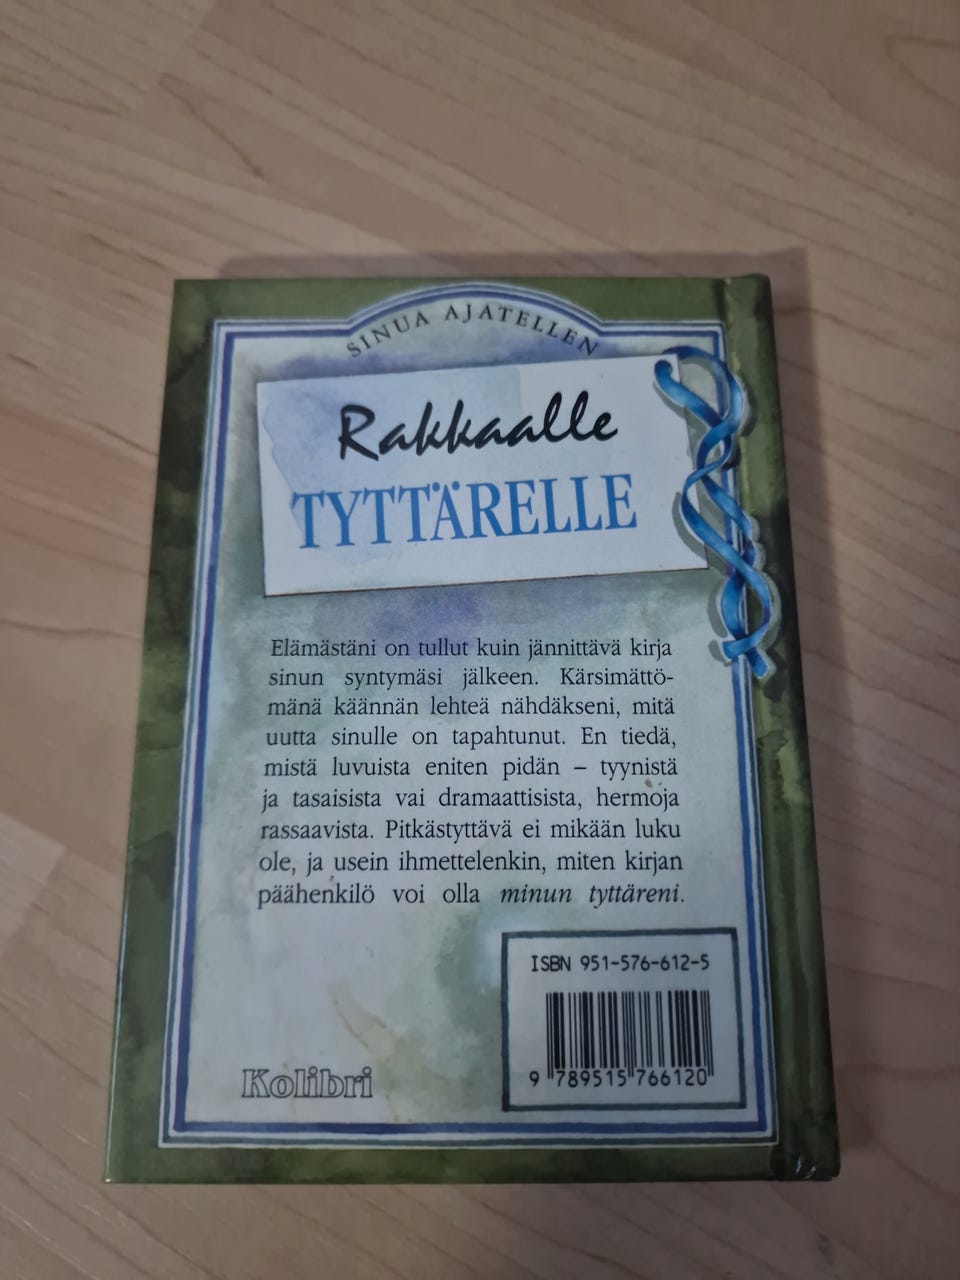 SINUA AJATELLEN
Rakkaalle
TYTTÄRELLE
Elämästäni on tullut kuin jännittävä kirja
sinun syntymäsi jälkeen. Kärsimättö-
mänä käännän lehteä nähdäkseni, mitä
uutta sinulle on tapahtunut. En tiedä,
mistä luvuista eniten pidän – tyynistä
ja tasaisista vai dramaattisista, hermoja
rassaavista. Pitkästyttävä ei mikään luku
ole, ja usein ihmettelenkin, miten kirjan
päähenkilö voi olla minun tyttäreni.
ISBN 951-576-612-5
9 789515 766120
Kolibri